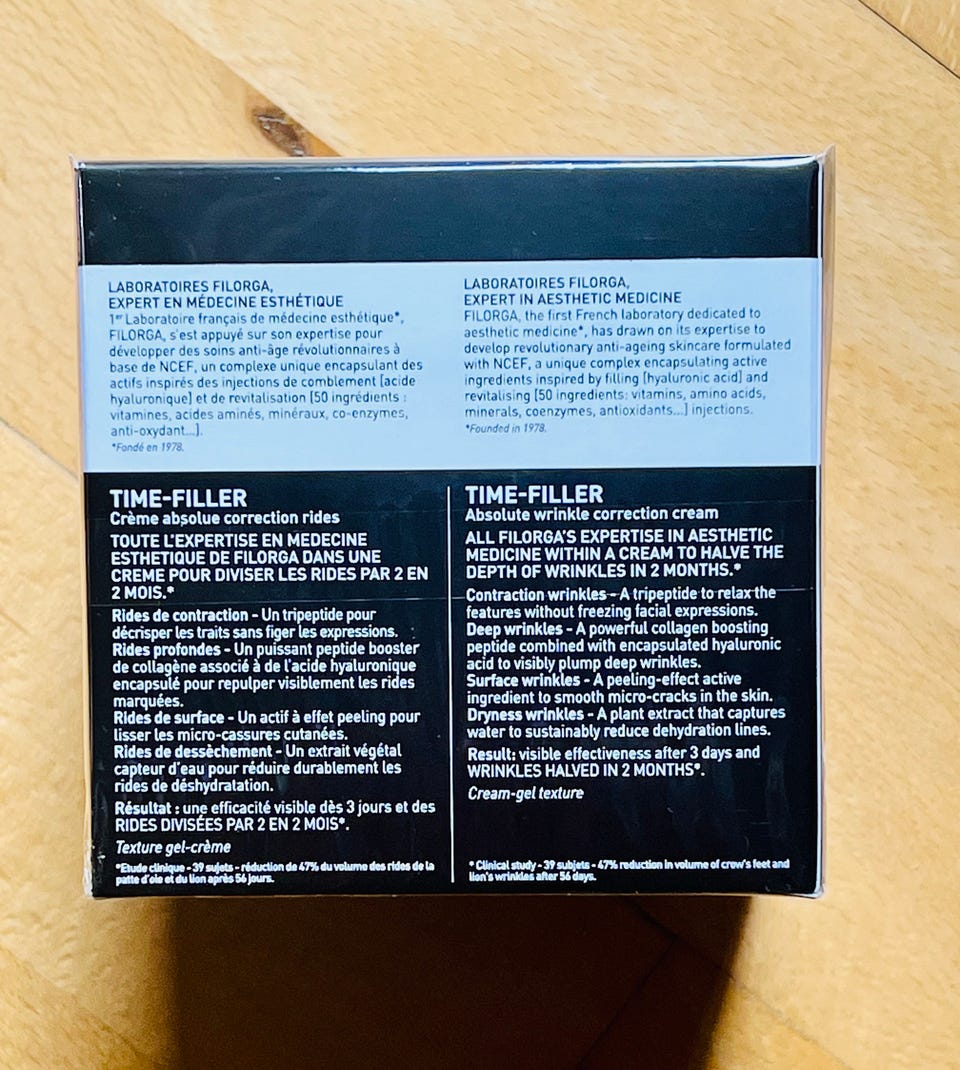 LABORATOIRES FILORGA,
EXPERT EN MÉDECINE ESTHÉTIQUE
1er Laboratoire français de médecine esthétique*,
FILORGA, s'est appuyé sur son expertise pour
développer des soins anti-âge révolutionnaires à
base de NCEF, un complexe unique encapsulant des
actifs inspirés des injections de comblement [acide
hyaluronique] et de revitalisation [50 ingrédients :
vitamines, acides aminés, minéraux, co-enzymes,
anti-oxydant...].
*Fondé en 1978.
LABORATOIRES FILORGA,
EXPERT IN AESTHETIC MEDICINE
FILORGA, the first French laboratory dedicated to
aesthetic medicine*, has drawn on its expertise to
develop revolutionary anti-ageing skincare formulated
with NCEF, a unique complex encapsulating active
ingredients inspired by filling [hyaluronic acid] and
revitalising [50 ingredients: vitamins, amino acids,
minerals, coenzymes, antioxidants...] injections.
*Founded in 1978.
TIME-FILLER
Crème absolue correction rides
TOUTE L'EXPERTISE EN MEDECINE
ESTHETIQUE DE FILORGA DANS UNE
CREME POUR DIVISER LES RIDES PAR 2 EN
2 MOIS.*
Rides de contraction - Un tripeptide pour
décrisper les traits sans figer les expressions.
Rides profondes - Un puissant peptide booster
de collagène associé à de l'acide hyaluronique
encapsulé pour repulper visiblement les rides
marquées.
Rides de surface - Un actif à effet peeling pour
lisser les micro-cassures cutanées.
Rides de dessèchement - Un extrait végétal
capteur d'eau pour réduire durablement les
rides de déshydratation.
Résultat : une efficacité visible dès 3 jours et des
RIDES DIVISÉES PAR 2 EN 2 MOIS*.
Texture gel-crème
*Etude clinique - 39 sujets - réduction de 47% du volume des rides de la
patte d'oie et du lion après 56 jours.
TIME-FILLER
Absolute wrinkle correction cream
ALL FILORGA'S EXPERTISE IN AESTHETIC
MEDICINE WITHIN A CREAM TO HALVE THE
DEPTH OF WRINKLES IN 2 MONTHS.*
Contraction wrinkles - A tripeptide to relax the
features without freezing facial expressions.
Deep wrinkles - A powerful collagen boosting
peptide combined with encapsulated hyaluronic
acid to visibly plump deep wrinkles.
Surface wrinkles - A peeling-effect active
ingredient to smooth micro-cracks in the skin.
Dryness wrinkles - A plant extract that captures
water to sustainably reduce dehydration lines.
Result: visible effectiveness after 3 days and
WRINKLES HALVED IN 2 MONTHS*.
Cream-gel texture
* Clinical study - 39 subjets - 47% reduction in volume of crow's feet and
lion's wrinkles after 56 days.